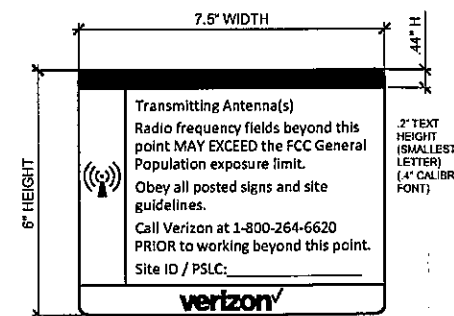 7.5" WIDTH
.44" H
6" HEIGHT
Transmitting Antenna(s)
Radio frequency fields beyond this
point MAY EXCEED the FCC General
Population exposure limit.
Obey all posted signs and site
guidelines.
Call Verizon at 1-800-264-6620
PRIOR to working beyond this point.
Site ID / PSLC:
verizon✓
.2" TEXT
HEIGHT
(SMALLEST
LETTER)
(.4" CALIBR
FONT)